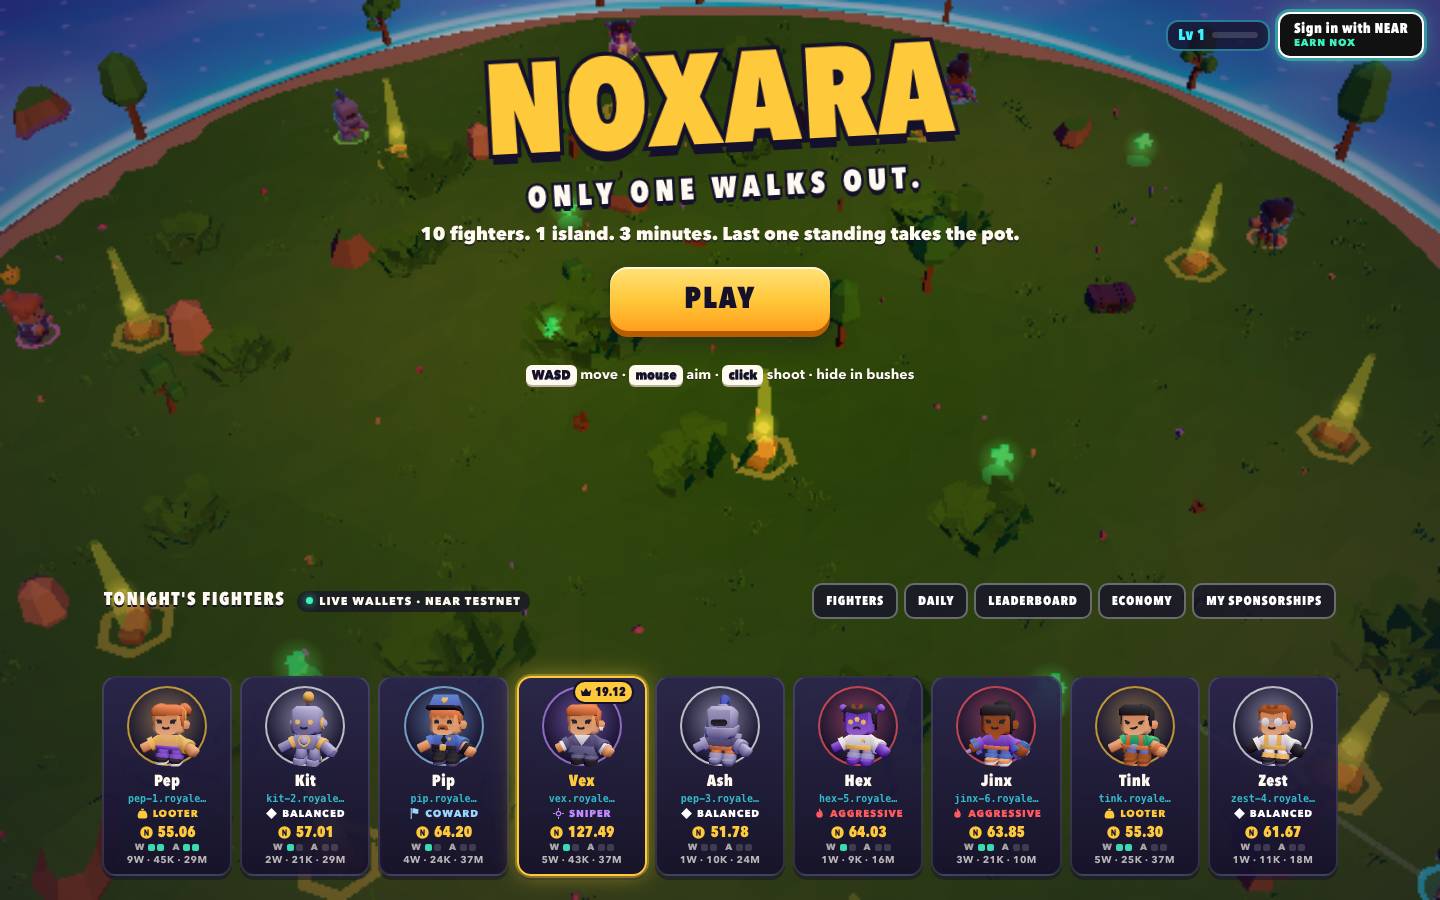 Lv 1
Sign in with NEAR
EARN NOX
NOXARA
ONLY ONE WALKS OUT.
10 fighters. 1 island. 3 minutes. Last one standing takes the pot.
PLAY
WASD move · mouse aim · click shoot · hide in bushes
TONIGHT'S FIGHTERS
LIVE WALLETS · NEAR TESTNET
FIGHTERS
DAILY
LEADERBOARD
ECONOMY
MY SPONSORSHIPS
Pep
pep-1.royale…
LOOTER
N 55.06
W A
9W · 45K · 29M
Kit
kit-2.royale…
BALANCED
N 57.01
W A
2W · 21K · 29M
Pip
pip.royale…
COWARD
N 64.20
W A
4W · 24K · 37M
19.12
Vex
vex.royale…
SNIPER
N 127.49
W A
5W · 43K · 37M
Ash
pep-3.royale…
BALANCED
N 51.78
W A
1W · 10K · 24M
Hex
hex-5.royale…
AGGRESSIVE
N 64.03
W A
1W · 9K · 16M
Jinx
jinx-6.royale…
AGGRESSIVE
N 63.85
W A
3W · 21K · 10M
Tink
tink.royale…
LOOTER
N 55.30
W A
5W · 25K · 37M
Zest
zest-4.royale…
BALANCED
N 61.67
W A
1W · 11K · 18M